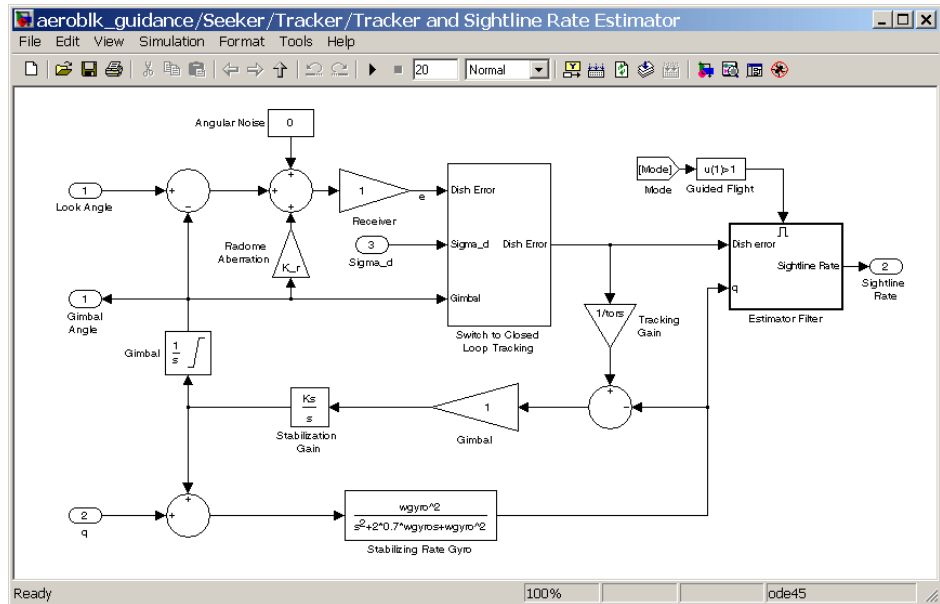 aeroblk_guidance/Seeker/Tracker/Tracker and Sightline Rate Estimator
File Edit View Simulation Format Tools Help
20 Normal
Angular Noise 0
[Mode] u(1)>1
Mode Guided Flight
1
Look Angle
+
-
+
+
+
1
Receiver
e
Dish Error
Radome
Aberration
K_r
3
Sigma_d
Sigma_d Dish Error
Dish error
Sightline Rate
2
Sightline
Rate
q
Estimator Filter
1
Gimbal
Angle
Gimbal
Switch to Closed
Loop Tracking
1/tors
Tracking
Gain
Gimbal
1
s
Ks
s
Stabilization
Gain
1
Gimbal
+
-
2
q
+
+
wgyro^2
s2+2*0.7*wgyros+wgyro^2
Stabilizing Rate Gyro
Ready 100% ode45